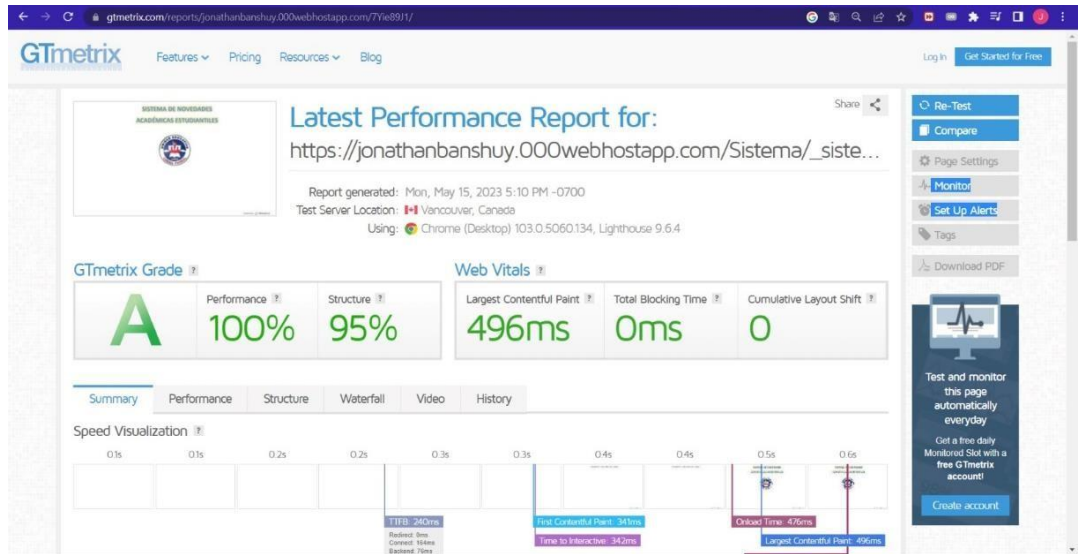 gtmetrix.com/reports/jonathanbanshuy.000webhostapp.com/7Yie89J1/
GTmetrix
Features
Pricing
Resources
Blog
Log In
Get Started for Free
SISTEMA DE NOVEDADES
ACADÉMICAS ESTUDIANTILES
Latest Performance Report for:
Share
https://jonathanbanshuy.000webhostapp.com/Sistema/_siste...
Report generated: Mon, May 15, 2023 5:10 PM -0700
Test Server Location: Vancouver, Canada
Using: Chrome (Desktop) 103.0.5060.134, Lighthouse 9.6.4
Re-Test
Compare
Page Settings
Monitor
Set Up Alerts
Tags
Download PDF
GTmetrix Grade ?
Web Vitals ?
A
Performance ?
100%
Structure ?
95%
Largest Contentful Paint ?
496ms
Total Blocking Time ?
0ms
Cumulative Layout Shift ?
0
Test and monitor
this page
automatically
everyday
Get a free daily
Monitored Slot with a
free GTmetrix
account!
Create account
Summary
Performance
Structure
Waterfall
Video
History
Speed Visualization ?
0.1s 0.1s 0.2s 0.2s 0.3s 0.3s 0.4s 0.4s 0.5s 0.6s
TTFB: 240ms
Redirect: 0ms
Connect: 164ms
Backend: 76ms
First Contentful Paint: 341ms
Time to Interactive: 342ms
Onload Time: 476ms
Largest Contentful Paint: 496ms